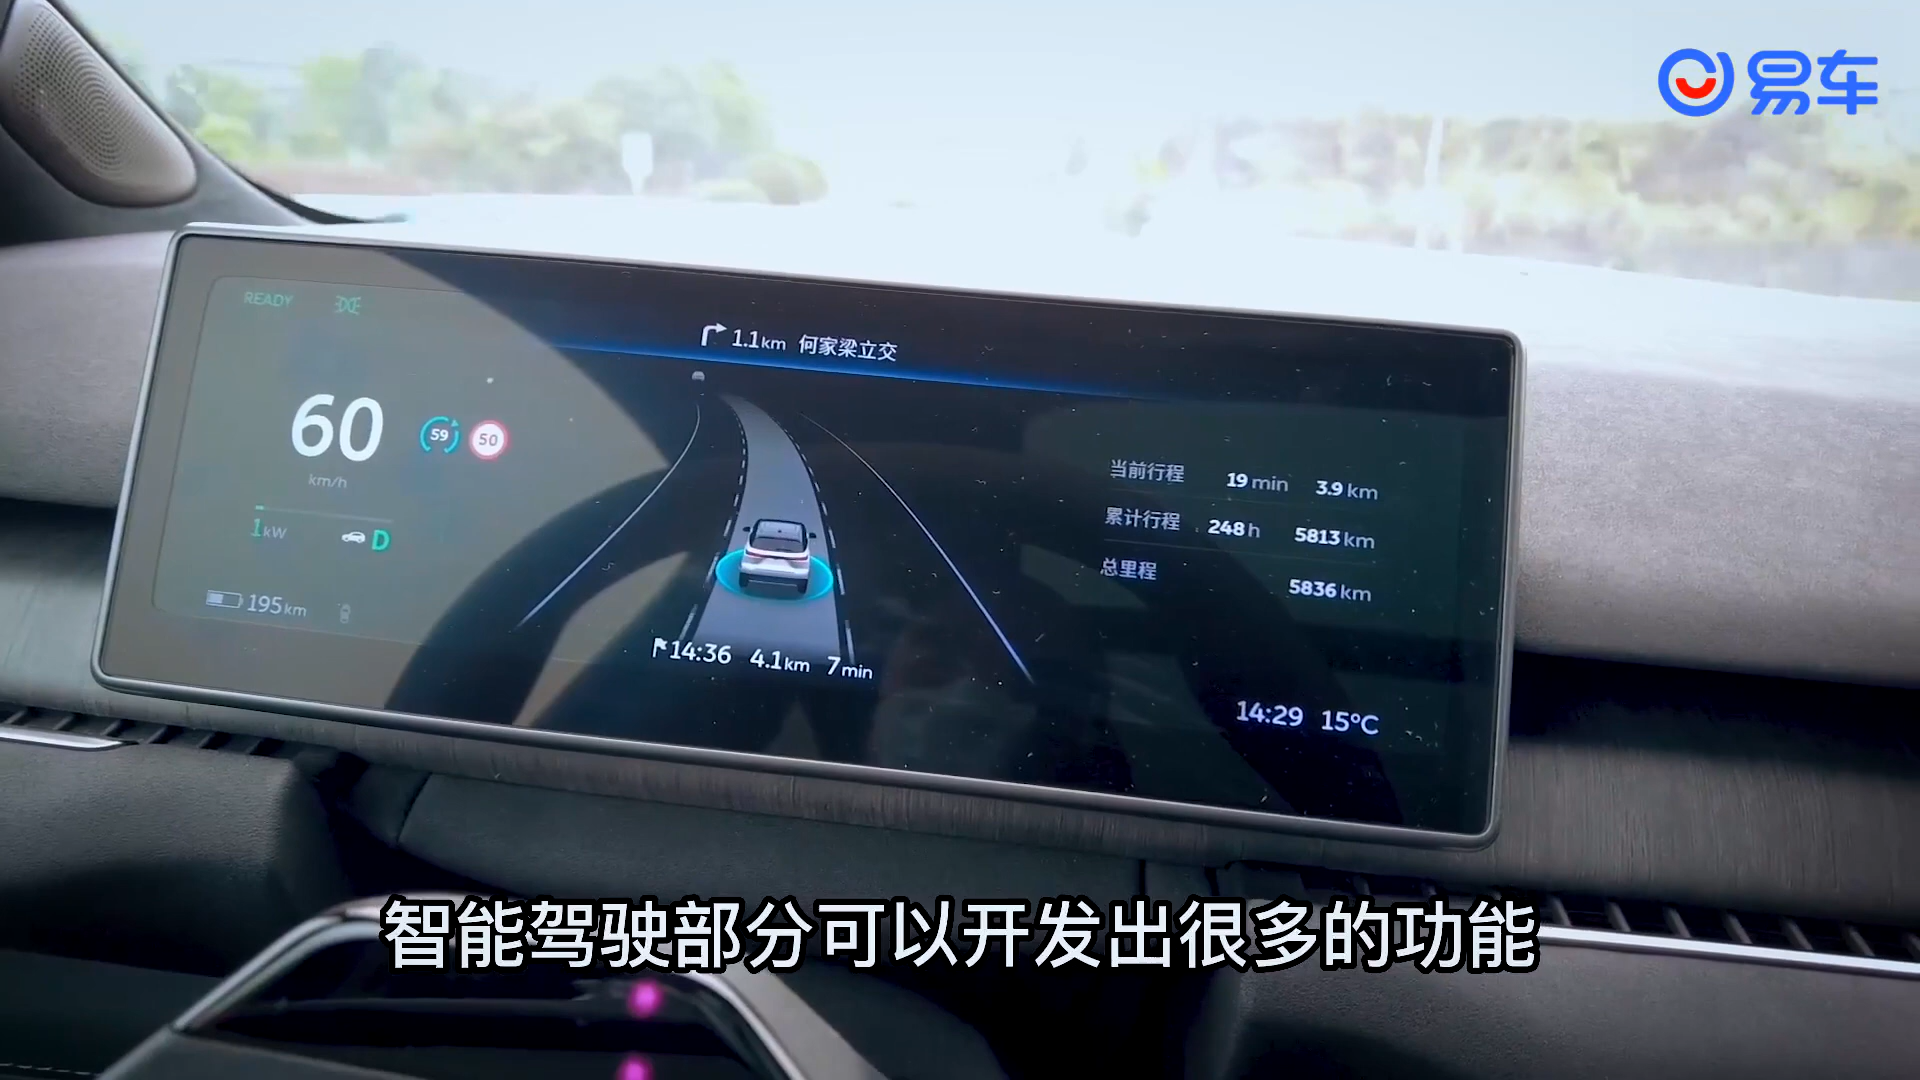 易车
READY
1.1km 何家梁立交
60
59
50
km/h
1kW
D
195km
当前行程 19 min 3.9 km
累计行程 248 h 5813 km
总里程 5836 km
14:36 4.1km 7min
14:29 15°C
智能驾驶部分可以开发出很多的功能